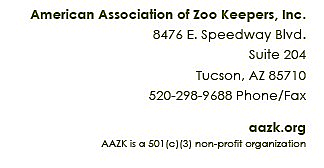 American Association of Zoo Keepers, Inc.
8476 E. Speedway Blvd.
Suite 204
Tucson, AZ 85710
520-298-9688 Phone/Fax
aazk.org
AAZK is a 501(c)(3) non-profit organization